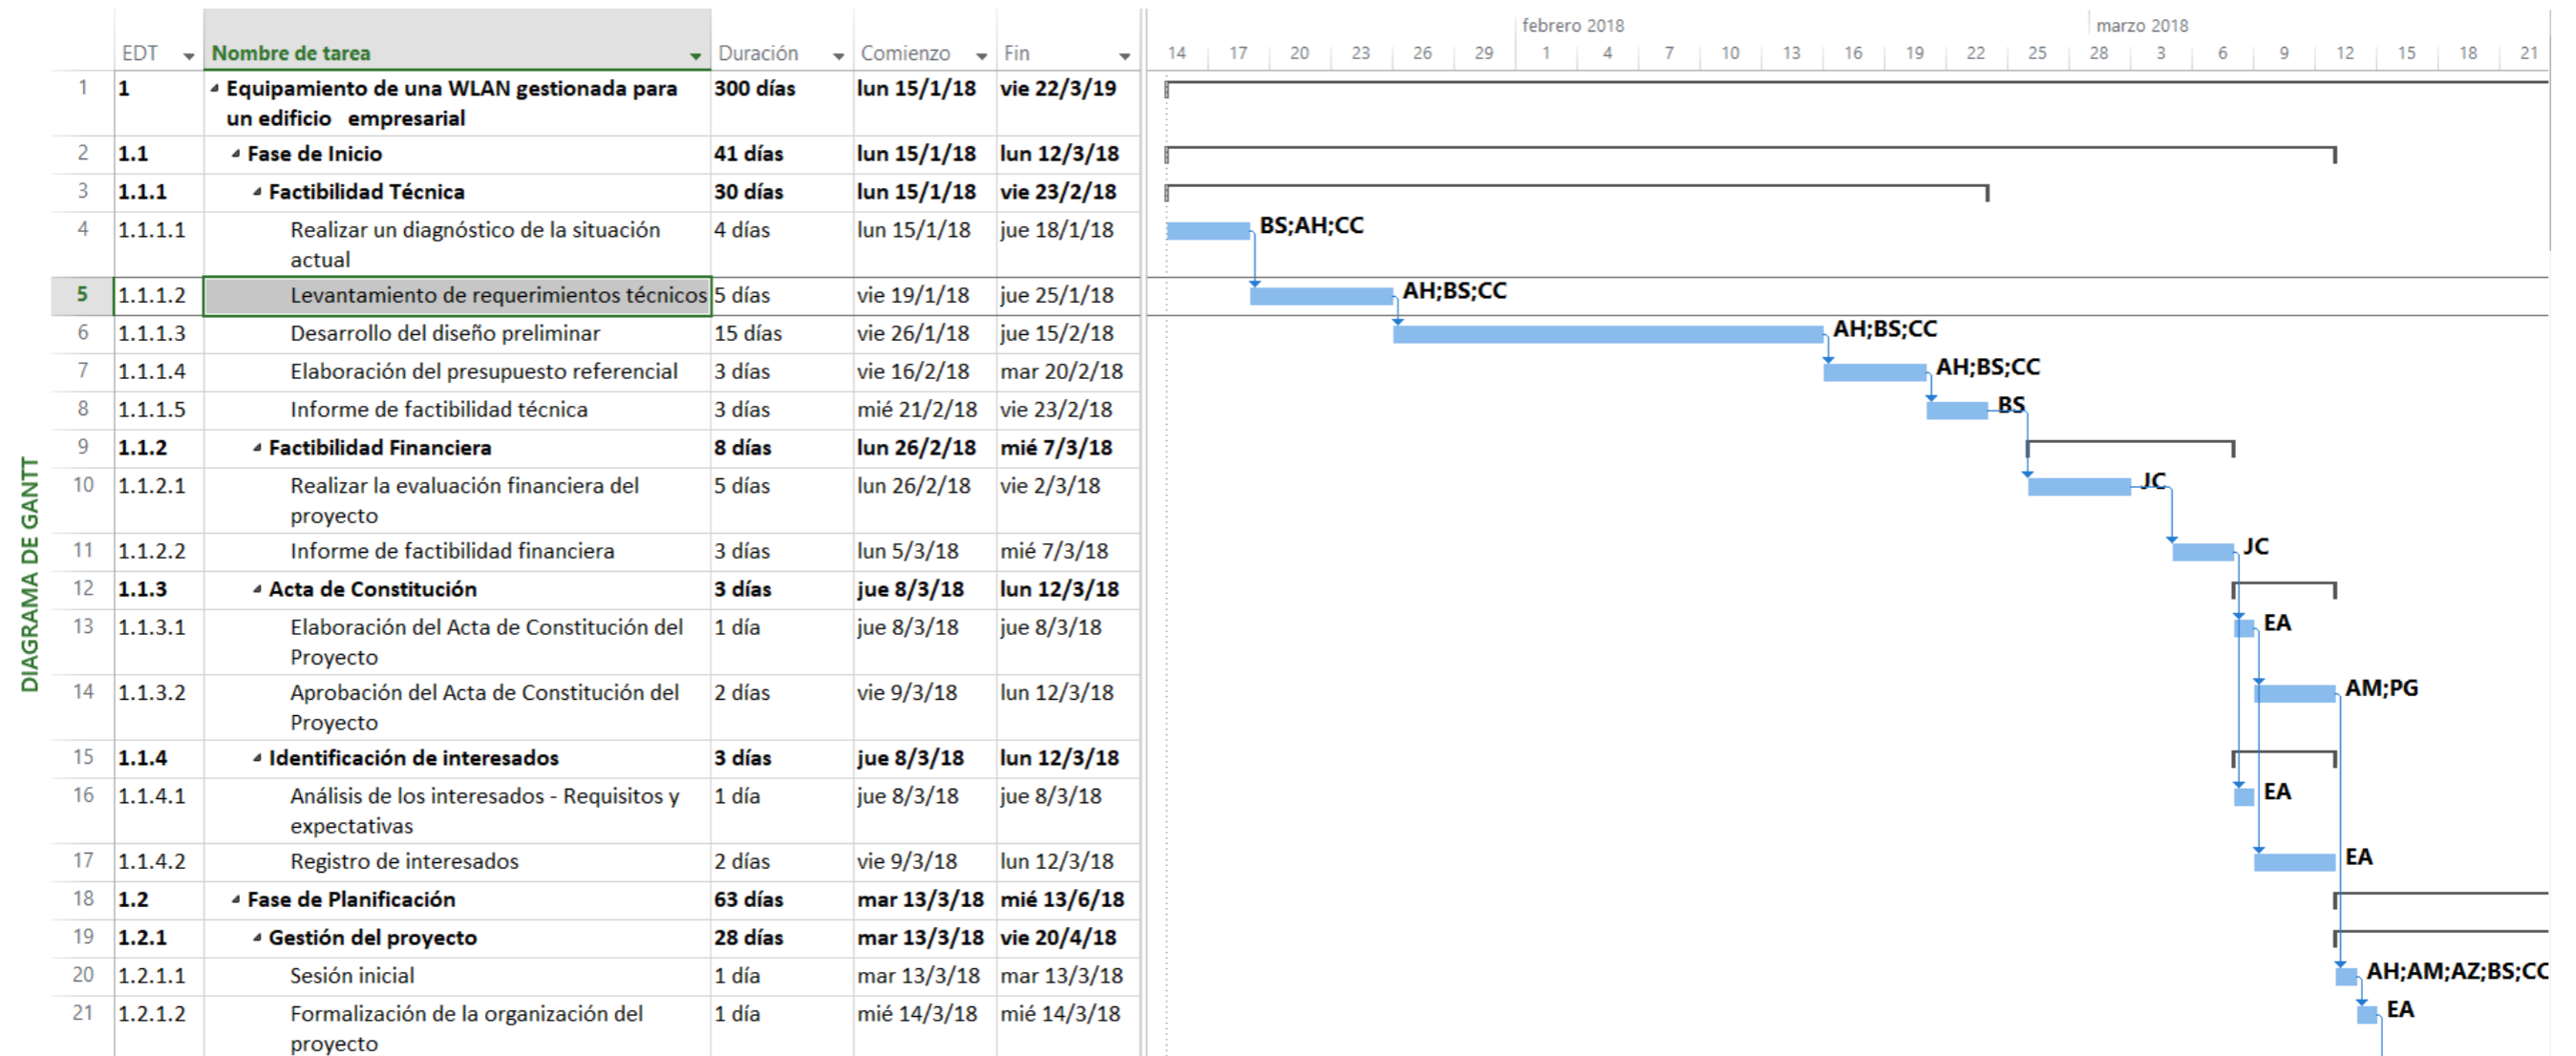 febrero 2018 marzo 2018
EDT Nombre de tarea Duración Comienzo Fin 14 17 20 23 26 29 1 4 7 10 13 16 19 22 25 28 3 6 9 12 15 18 21
1 1 Equipamiento de una WLAN gestionada para 300 días lun 15/1/18 vie 22/3/19
un edificio empresarial
2 1.1 Fase de Inicio 41 días lun 15/1/18 lun 12/3/18
3 1.1.1 Factibilidad Técnica 30 días lun 15/1/18 vie 23/2/18
4 1.1.1.1 Realizar un diagnóstico de la situación 4 días lun 15/1/18 jue 18/1/18 BS;AH;CC
actual
5 1.1.1.2 Levantamiento de requerimientos técnicos 5 días vie 19/1/18 jue 25/1/18 AH;BS;CC
6 1.1.1.3 Desarrollo del diseño preliminar 15 días vie 26/1/18 jue 15/2/18 AH;BS;CC
7 1.1.1.4 Elaboración del presupuesto referencial 3 días vie 16/2/18 mar 20/2/18 AH;BS;CC
8 1.1.1.5 Informe de factibilidad técnica 3 días mié 21/2/18 vie 23/2/18 BS
9 1.1.2 Factibilidad Financiera 8 días lun 26/2/18 mié 7/3/18
10 1.1.2.1 Realizar la evaluación financiera del 5 días lun 26/2/18 vie 2/3/18 JC
proyecto
11 1.1.2.2 Informe de factibilidad financiera 3 días lun 5/3/18 mié 7/3/18 JC
12 1.1.3 Acta de Constitución 3 días jue 8/3/18 lun 12/3/18
13 1.1.3.1 Elaboración del Acta de Constitución del 1 día jue 8/3/18 jue 8/3/18 EA
Proyecto
14 1.1.3.2 Aprobación del Acta de Constitución del 2 días vie 9/3/18 lun 12/3/18 AM;PG
Proyecto
15 1.1.4 Identificación de interesados 3 días jue 8/3/18 lun 12/3/18
16 1.1.4.1 Análisis de los interesados - Requisitos y 1 día jue 8/3/18 jue 8/3/18 EA
expectativas
17 1.1.4.2 Registro de interesados 2 días vie 9/3/18 lun 12/3/18 EA
18 1.2 Fase de Planificación 63 días mar 13/3/18 mié 13/6/18
19 1.2.1 Gestión del proyecto 28 días mar 13/3/18 vie 20/4/18
20 1.2.1.1 Sesión inicial 1 día mar 13/3/18 mar 13/3/18 AH;AM;AZ;BS;CC
21 1.2.1.2 Formalización de la organización del 1 día mié 14/3/18 mié 14/3/18 EA
proyecto
DIAGRAMA DE GANTT